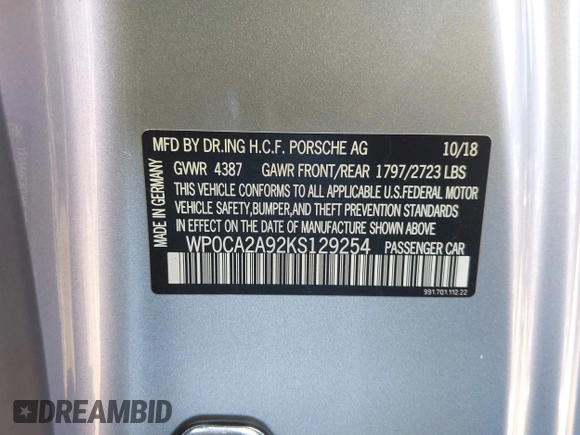 MFD BY DR.ING H.C.F. PORSCHE AG 10/18
GVWR 4387 GAWR FRONT/REAR 1797/2723 LBS
THIS VEHICLE CONFORMS TO ALL APPLICABLE U.S.FEDERAL MOTOR
VEHICLE SAFETY,BUMPER,AND THEFT PREVENTION STANDARDS
IN EFFECT ON THE DATE OF MANUFACTURE SHOWN ABOVE.
WP0CA2A92KS129254 PASSENGER CAR
MADE IN GERMANY
991.701.112.22
DREAMBID